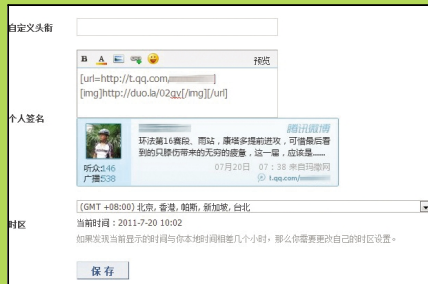 自定义头衔
预览
[url=http://t.qq.com/
[img]http://duo.la/02gv[/img][/url]
个人签名
腾讯微博
环法第16赛段、雨站，康塔多提前进攻，可惜最后看
到的只膝伤带来的无穷的疲意，这一届，应该是......
听众:146
07月20日 07:38 来自玛撒网
广播:538
t.qq.com/
时区
(GMT +08:00) 北京, 香港, 帕斯, 新加坡, 台北
当前时间：2011-7-20 10:02
如果发现当前显示的时间与你本地时间相差几个小时，那么你需要更改自己的时区设置。
保存